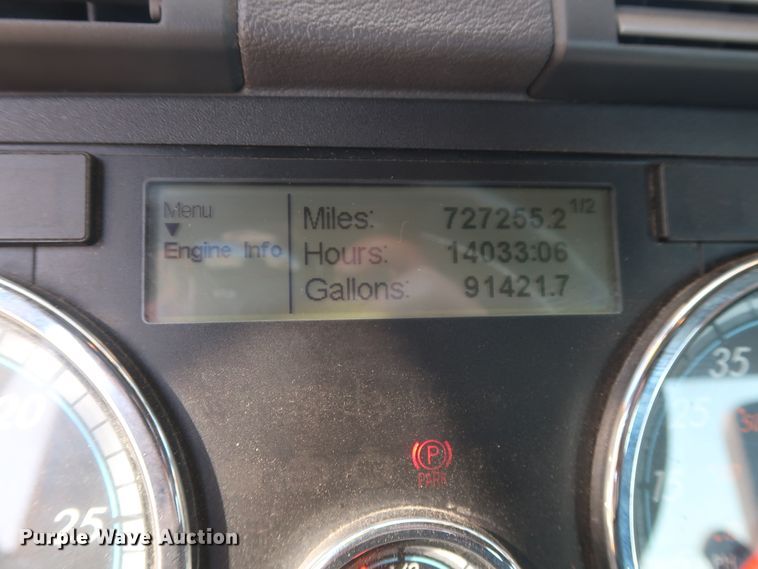 Menu
Engine Info
Miles: 727255.2 1/2
Hours: 14033:06
Gallons: 91421.7
P
PARK
20
25
35
25
15
Purple Wave Auction